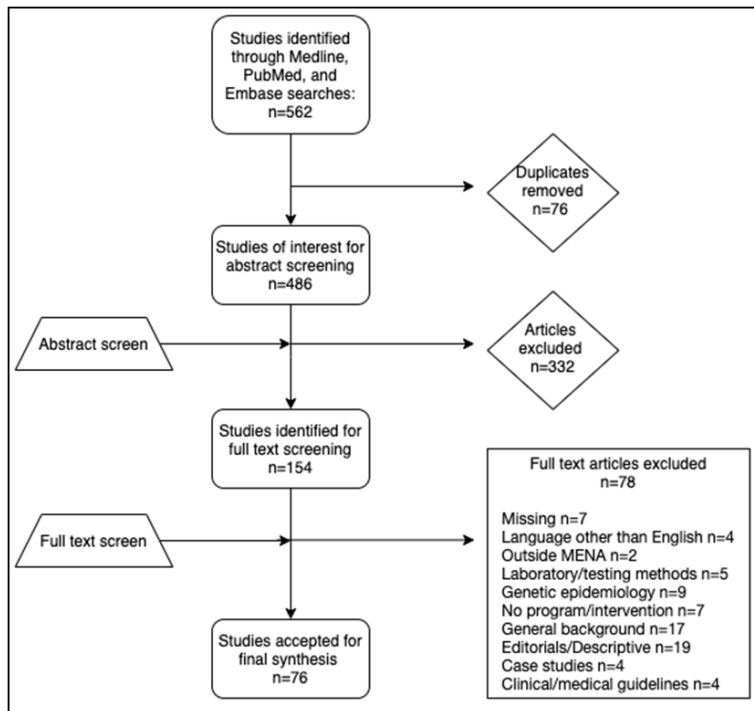 Studies identified
through Medline,
PubMed, and
Embase searches:
n=562
Duplicates
removed
n=76
Studies of interest for
abstract screening
n=486
Abstract screen
Articles
excluded
n=332
Studies identified for
full text screening
n=154
Full text screen
Full text articles excluded
n=78
Missing n=7
Language other than English n=4
Outside MENA n=2
Laboratory/testing methods n=5
Genetic epidemiology n=9
No program/intervention n=7
General background n=17
Editorials/Descriptive n=19
Case studies n=4
Clinical/medical guidelines n=4
Studies accepted for
final synthesis
n=76